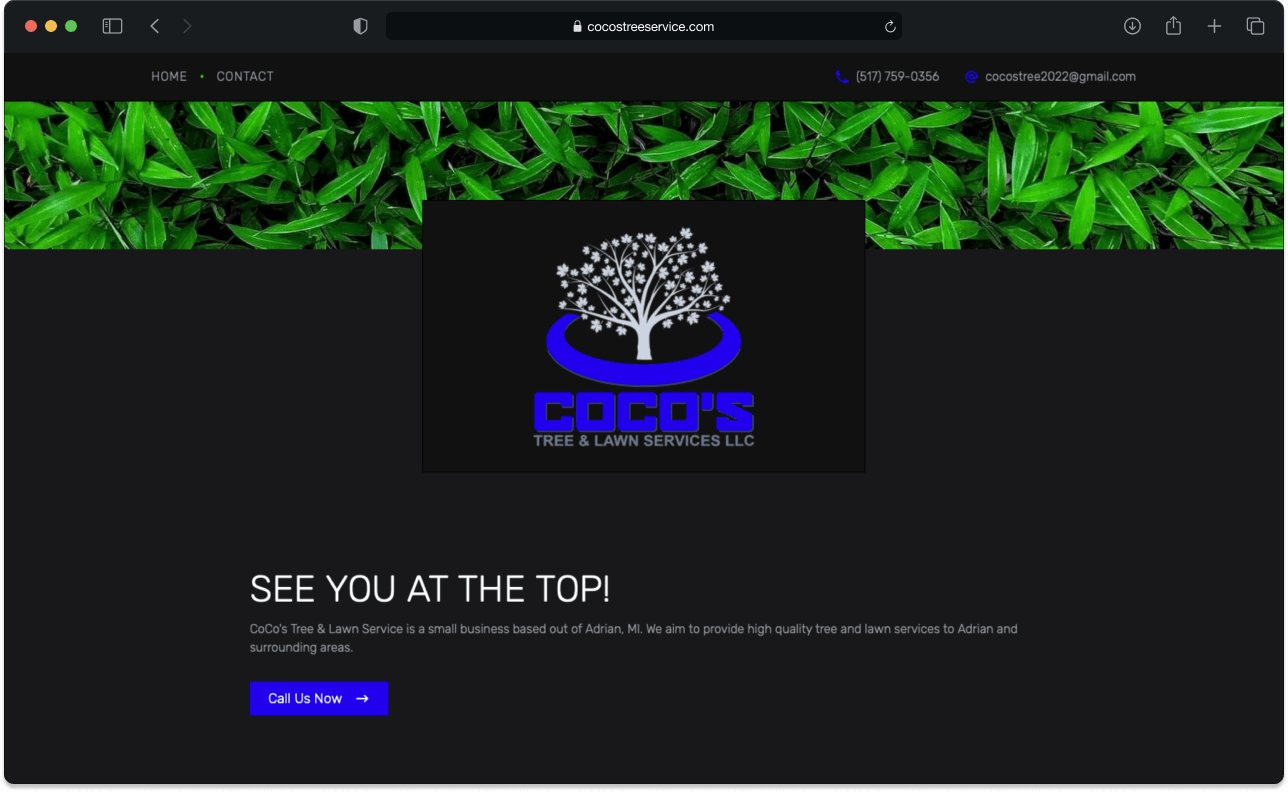 cocostreeservice.com
HOME • CONTACT
(517) 759-0356
cocostree2022@gmail.com
COCO'S
TREE & LAWN SERVICES LLC
SEE YOU AT THE TOP!
CoCo's Tree & Lawn Service is a small business based out of Adrian, MI. We aim to provide high quality tree and lawn services to Adrian and
surrounding areas.
Call Us Now →